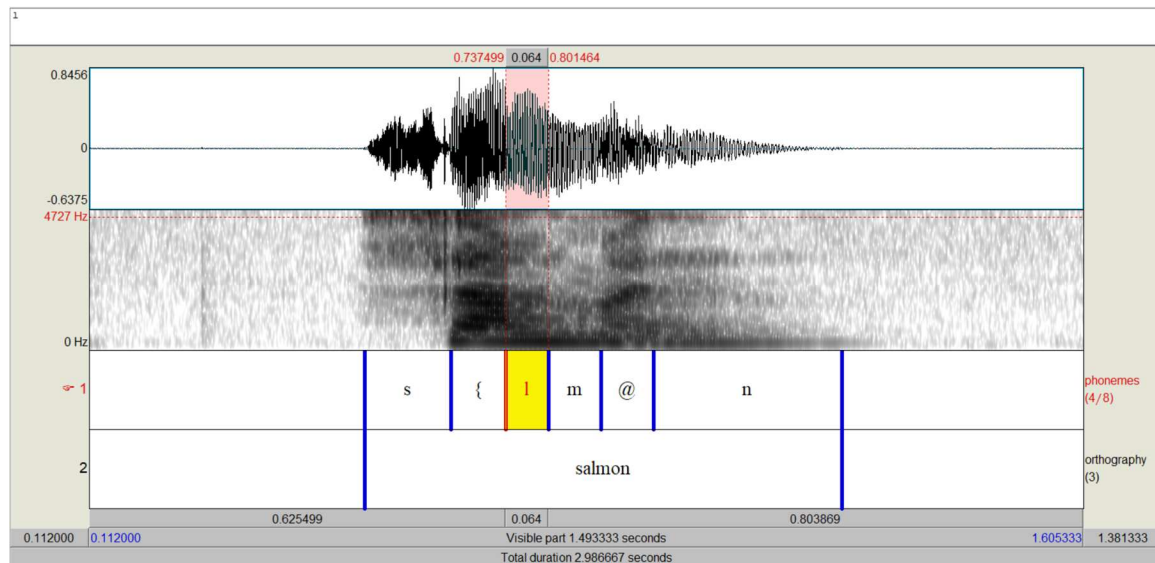 1
0.737499 0.064 0.801464
0.8456
0
-0.6375
4727 Hz
0 Hz
☞ 1 s { l m @ n phonemes
(4/8)
2 salmon orthography
(3)
0.625499 0.064 0.803869
0.112000 0.112000 Visible part 1.493333 seconds 1.605333 1.381333
Total duration 2.986667 seconds